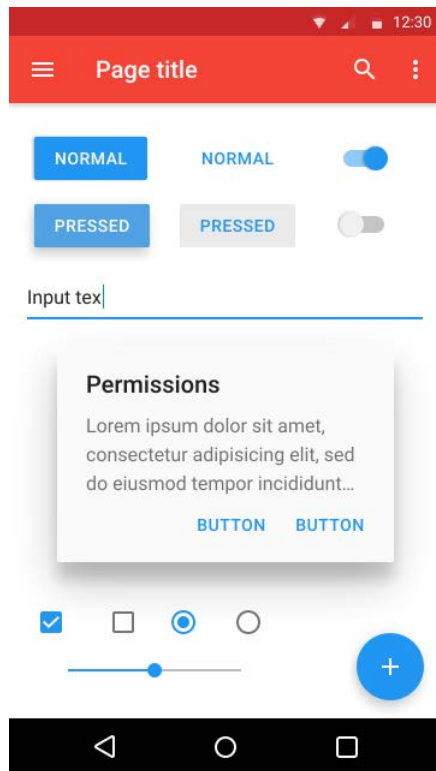 12:30
Page title
NORMAL NORMAL
PRESSED PRESSED
Input tex
Permissions
Lorem ipsum dolor sit amet,
consectetur adipisicing elit, sed
do eiusmod tempor incididunt...
BUTTON BUTTON